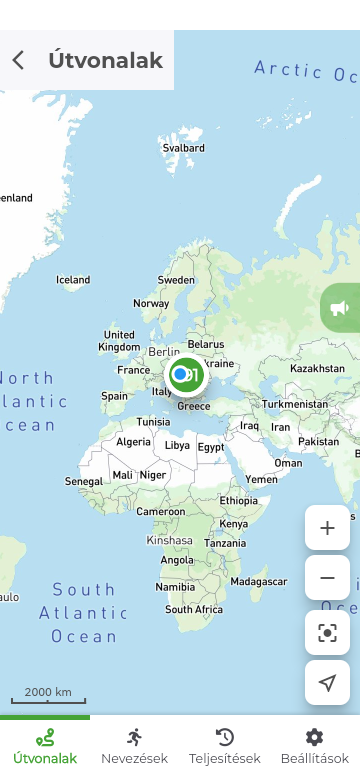 Útvonalak
Arctic Oc
Svalbard
enland
Iceland
Sweden
Norway
United
Kingdom
Berlin
Belarus
France
kraine
Kazakhstan
Italy
Spain
Greece
Turkmenistan
North
lantic
cean
Tunisia
Algeria
Libya
Egypt
Iraq
Iran
Pakistan
Oman
Mali
Niger
Yemen
Senegal
Ethiopia
Cameroon
Kenya
Kinshasa
Tanzania
Angola
Madagascar
Namibia
South Africa
South
Atlantic
Ocean
aulo
2000 km
Útvonalak
Nevezések
Teljesítések
Beállítások